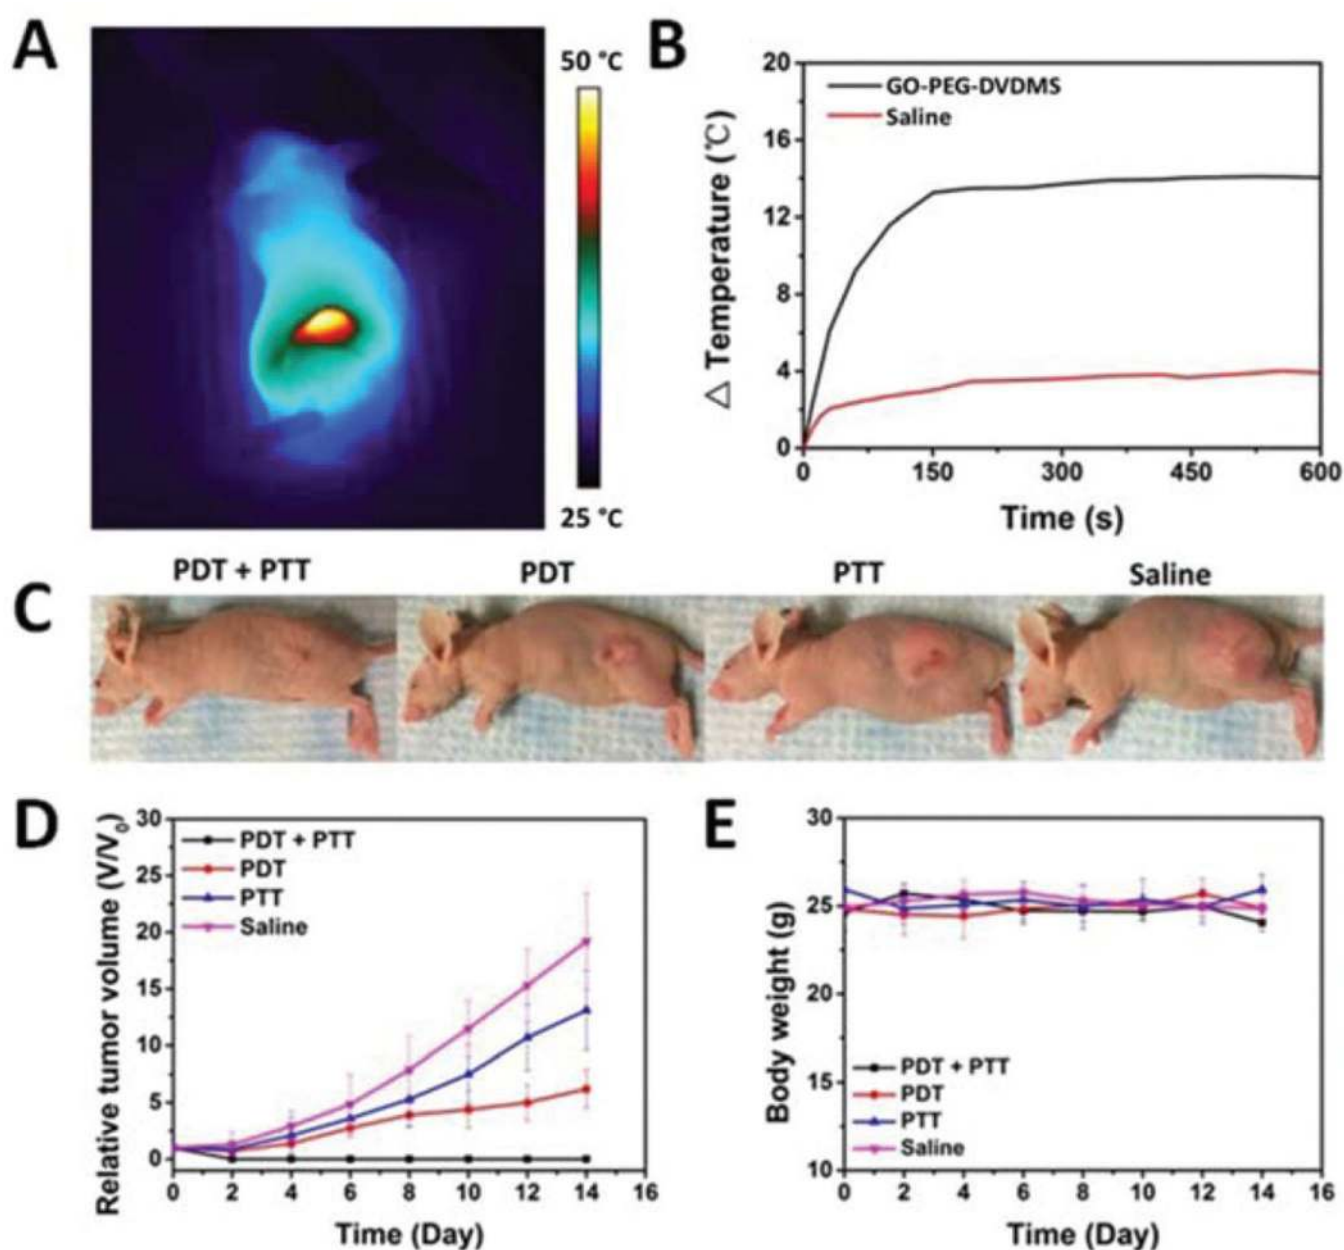 A
50 °C
25 °C
B
20
16
12
8
4
0
GO-PEG-DVDMS
Saline
△ Temperature (℃)
0 150 300 450 600
Time (s)
C
PDT + PTT PDT PTT Saline
D
30
25
20
15
10
5
0
PDT + PTT
PDT
PTT
Saline
Relative tumor volume (V/V₀)
0 2 4 6 8 10 12 14 16
Time (Day)
E
30
25
20
15
10
PDT + PTT
PDT
PTT
Saline
Body weight (g)
0 2 4 6 8 10 12 14 16
Time (Day)